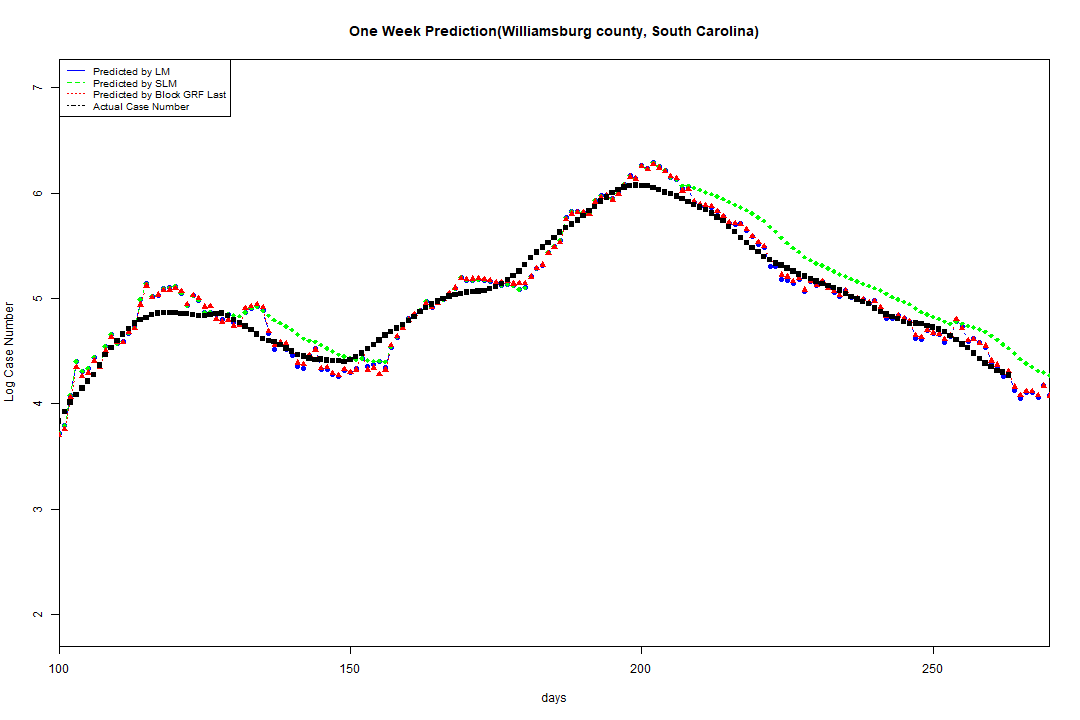 One Week Prediction(Williamsburg county, South Carolina)
Predicted by LM
Predicted by SLM
Predicted by Block GRF Last
Actual Case Number
7
6
5
4
3
2
Log Case Number
100 150 200 250
days